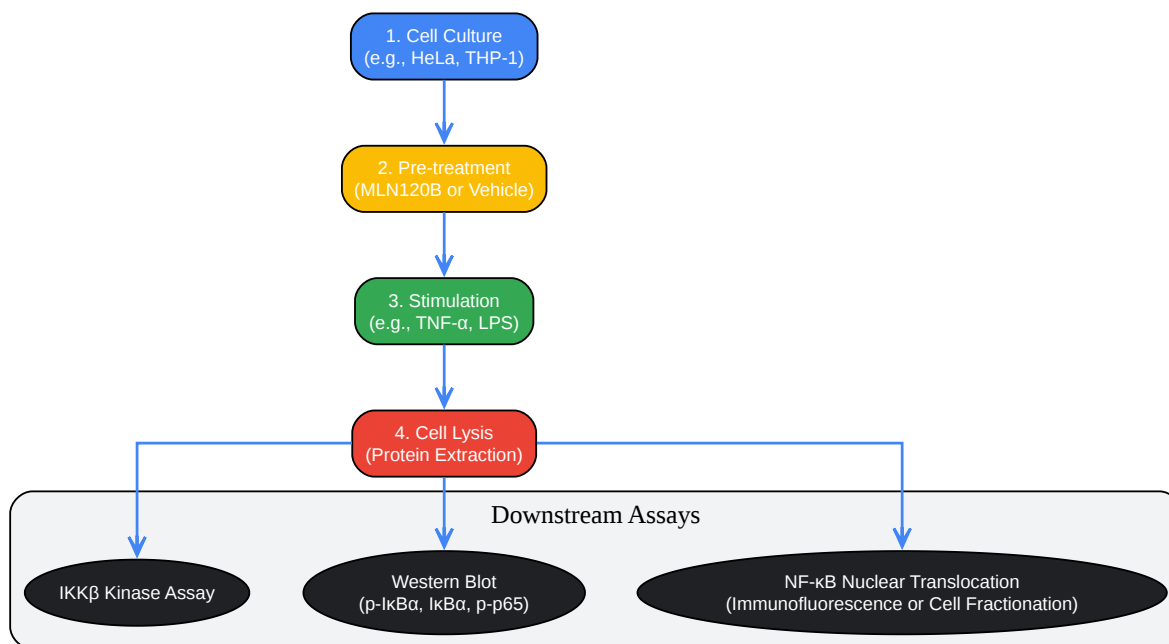 1. Cell Culture
(e.g., HeLa, THP-1)
2. Pre-treatment
(MLN120B or Vehicle)
3. Stimulation
(e.g., TNF-α, LPS)
4. Cell Lysis
(Protein Extraction)
Downstream Assays
IKKβ Kinase Assay
Western Blot
(p-IκBα, IκBα, p-p65)
NF-κB Nuclear Translocation
(Immunofluorescence or Cell Fractionation)